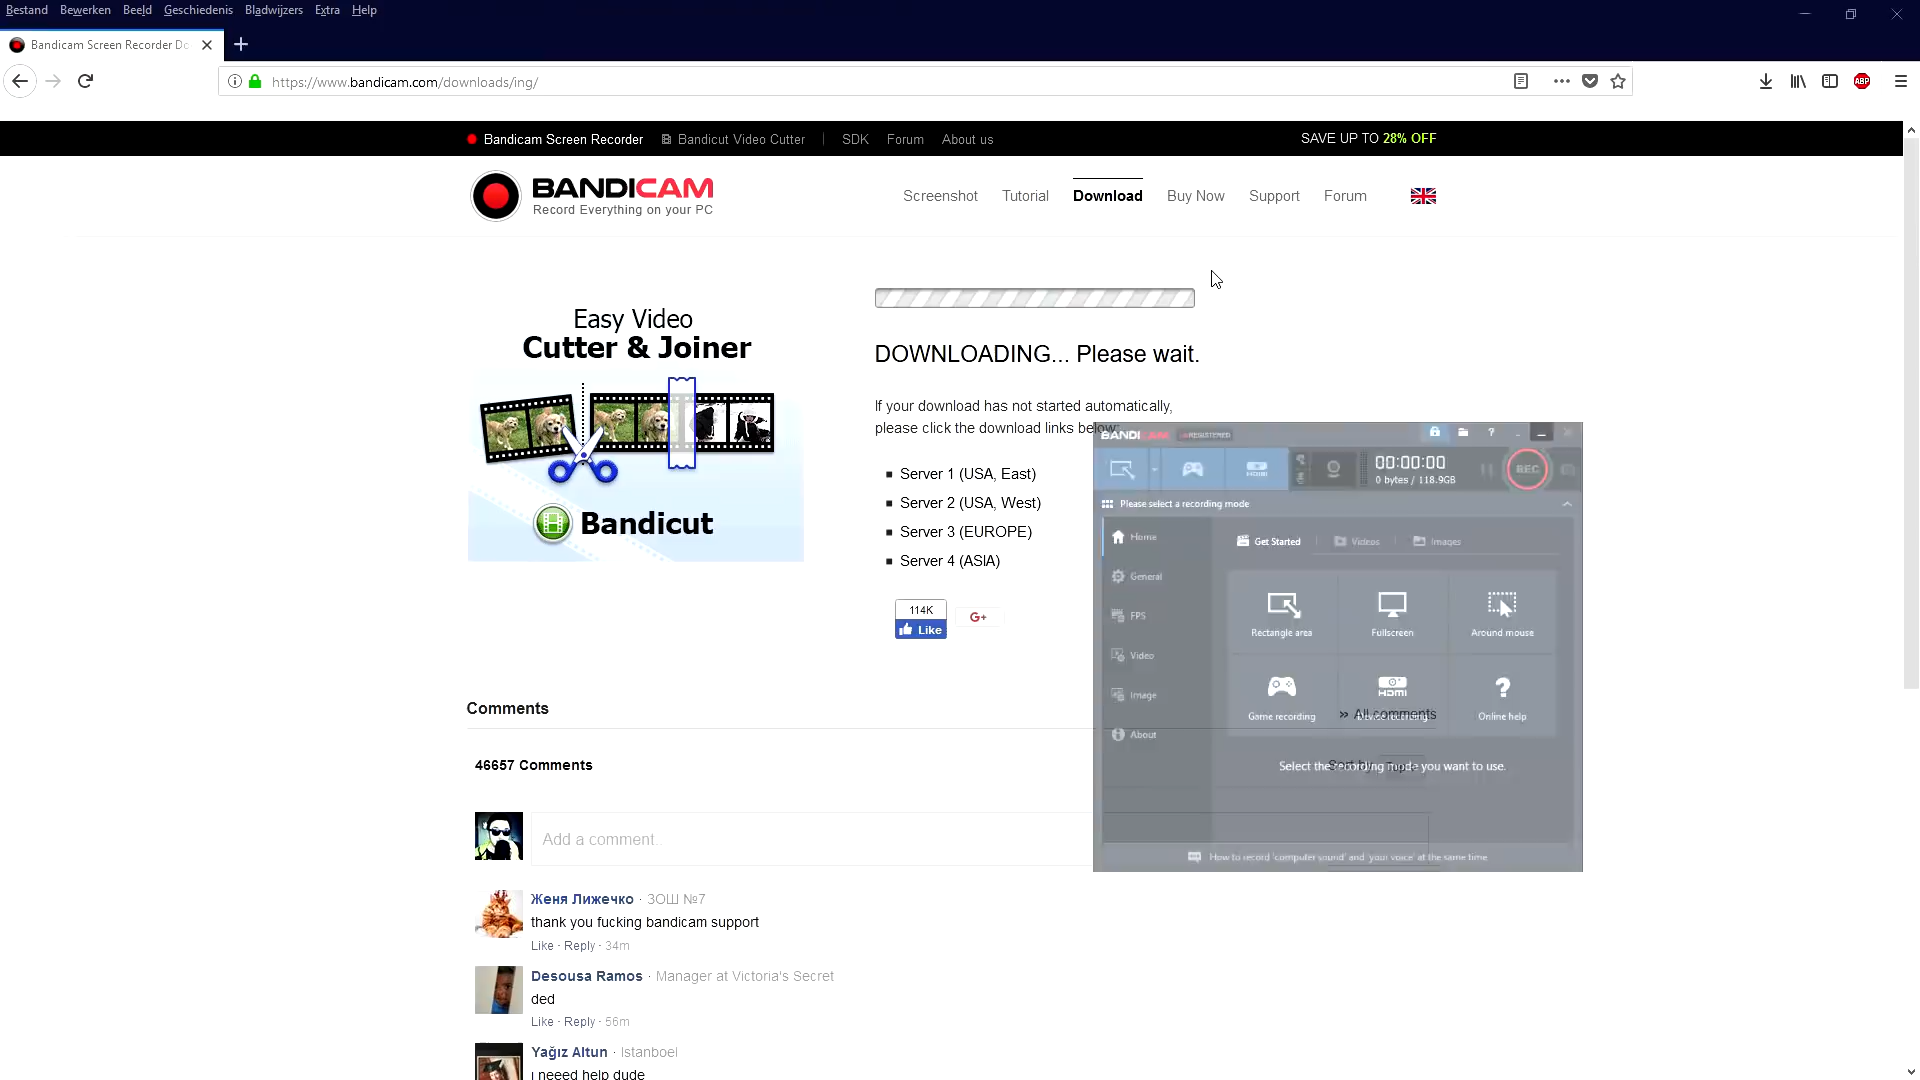 Bestand Bewerken Beeld Geschiedenis Bladwijzers Extra Help
Bandicam Screen Recorder Do
https://www.bandicam.com/downloads/ing/
ABP
Bandicam Screen Recorder Bandicut Video Cutter | SDK Forum About us SAVE UP TO 28% OFF
BANDICAM
Record Everything on your PC
Screenshot Tutorial Download Buy Now Support Forum
Easy Video
Cutter & Joiner
Bandicut
DOWNLOADING... Please wait.
If your download has not started automatically,
please click the download links below:
Server 1 (USA, East)
Server 2 (USA, West)
Server 3 (EUROPE)
Server 4 (ASIA)
114K
Like
G+
BANDICAM UNREGISTERED
00:00:00
0 bytes / 118.9GB
REC
Please select a recording mode
Home
General
FPS
Video
Image
About
Get Started Videos Images
Rectangle area Fullscreen Around mouse
HDMI
Game recording Device recording Online help
Select the recording mode you want to use.
How to record 'computer sound' and 'your voice' at the same time
Comments
» All comments
46657 Comments
Add a comment..
Женя Лижечко · ЗОШ №7
thank you fucking bandicam support
Like · Reply · 34m
Desousa Ramos · Manager at Victoria's Secret
ded
Like · Reply · 56m
Yağız Altun · Istanboel
ı neeed help dude